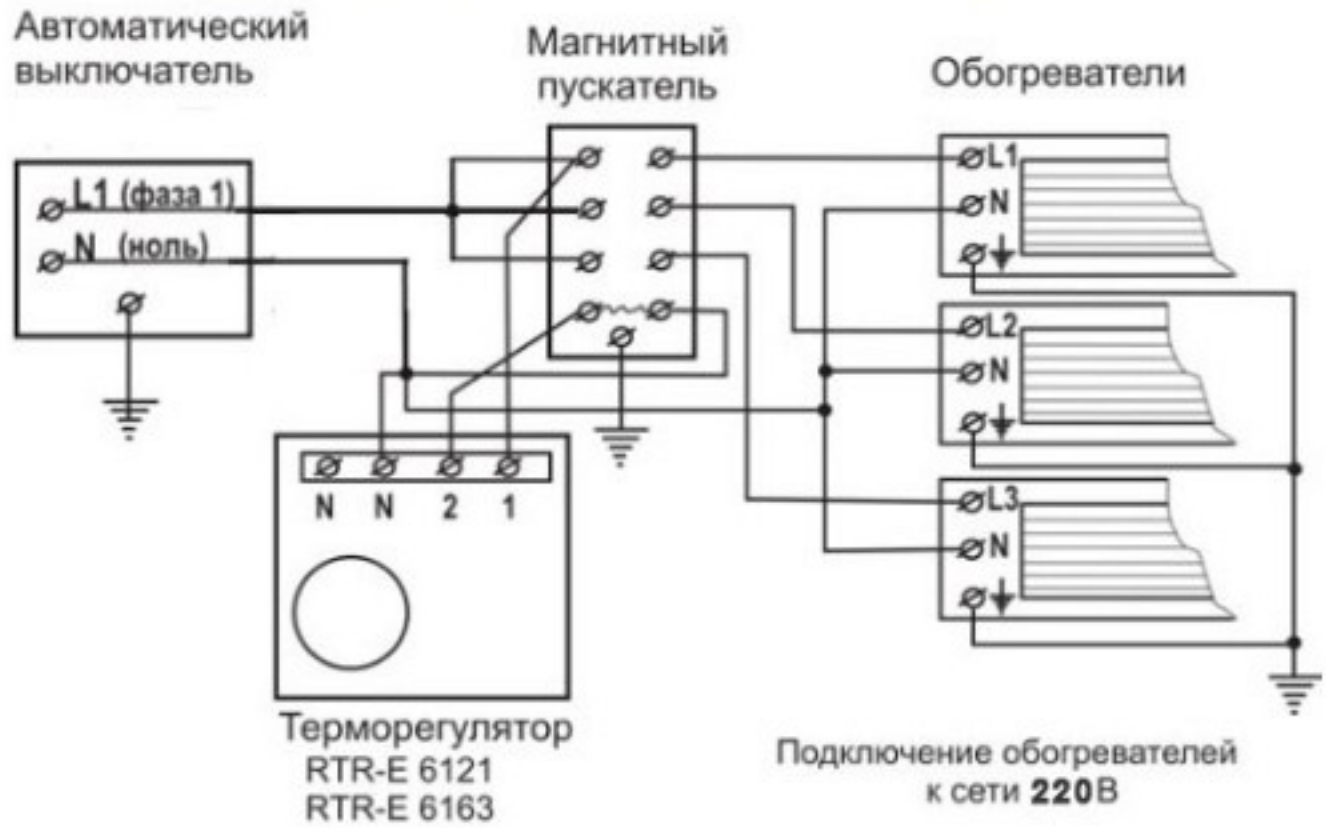 Автоматический
выключатель
Магнитный
пускатель
Обогреватели
L1 (фаза 1)
N (ноль)
L1
N
L2
N
L3
N
N N 2 1
Терморегулятор
RTR-E 6121
RTR-E 6163
Подключение обогревателей
к сети 220В